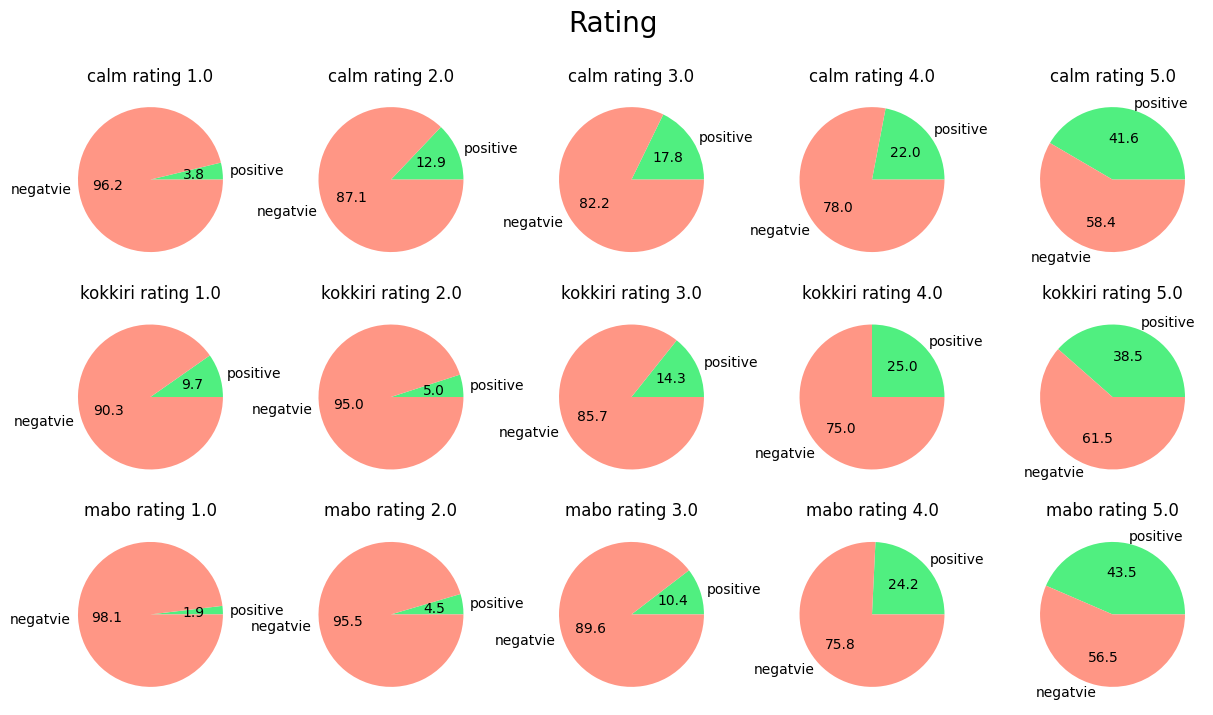 Rating
calm rating 1.0
calm rating 2.0
calm rating 3.0
calm rating 4.0
calm rating 5.0
positive
3.8
negatvie
96.2
positive
12.9
negatvie
87.1
positive
17.8
negatvie
82.2
positive
22.0
negatvie
78.0
positive
41.6
negatvie
58.4
kokkiri rating 1.0
kokkiri rating 2.0
kokkiri rating 3.0
kokkiri rating 4.0
kokkiri rating 5.0
positive
9.7
negatvie
90.3
positive
5.0
negatvie
95.0
positive
14.3
negatvie
85.7
positive
25.0
negatvie
75.0
positive
38.5
negatvie
61.5
mabo rating 1.0
mabo rating 2.0
mabo rating 3.0
mabo rating 4.0
mabo rating 5.0
positive
1.9
negatvie
98.1
positive
4.5
negatvie
95.5
positive
10.4
negatvie
89.6
positive
24.2
negatvie
75.8
positive
43.5
negatvie
56.5